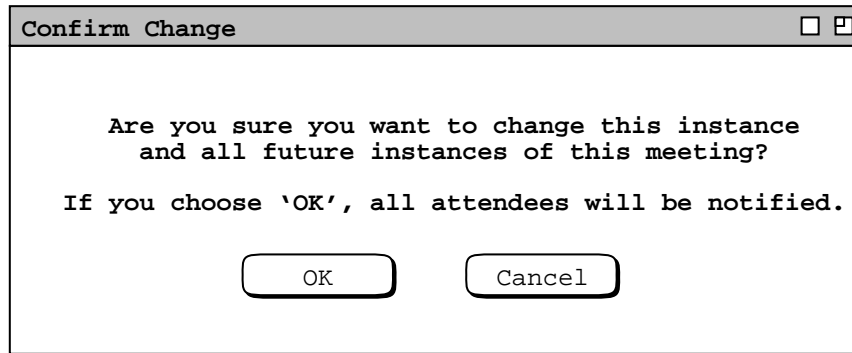 Confirm Change
Are you sure you want to change this instance
and all future instances of this meeting?
If you choose ‘OK’, all attendees will be notified.
OK
Cancel